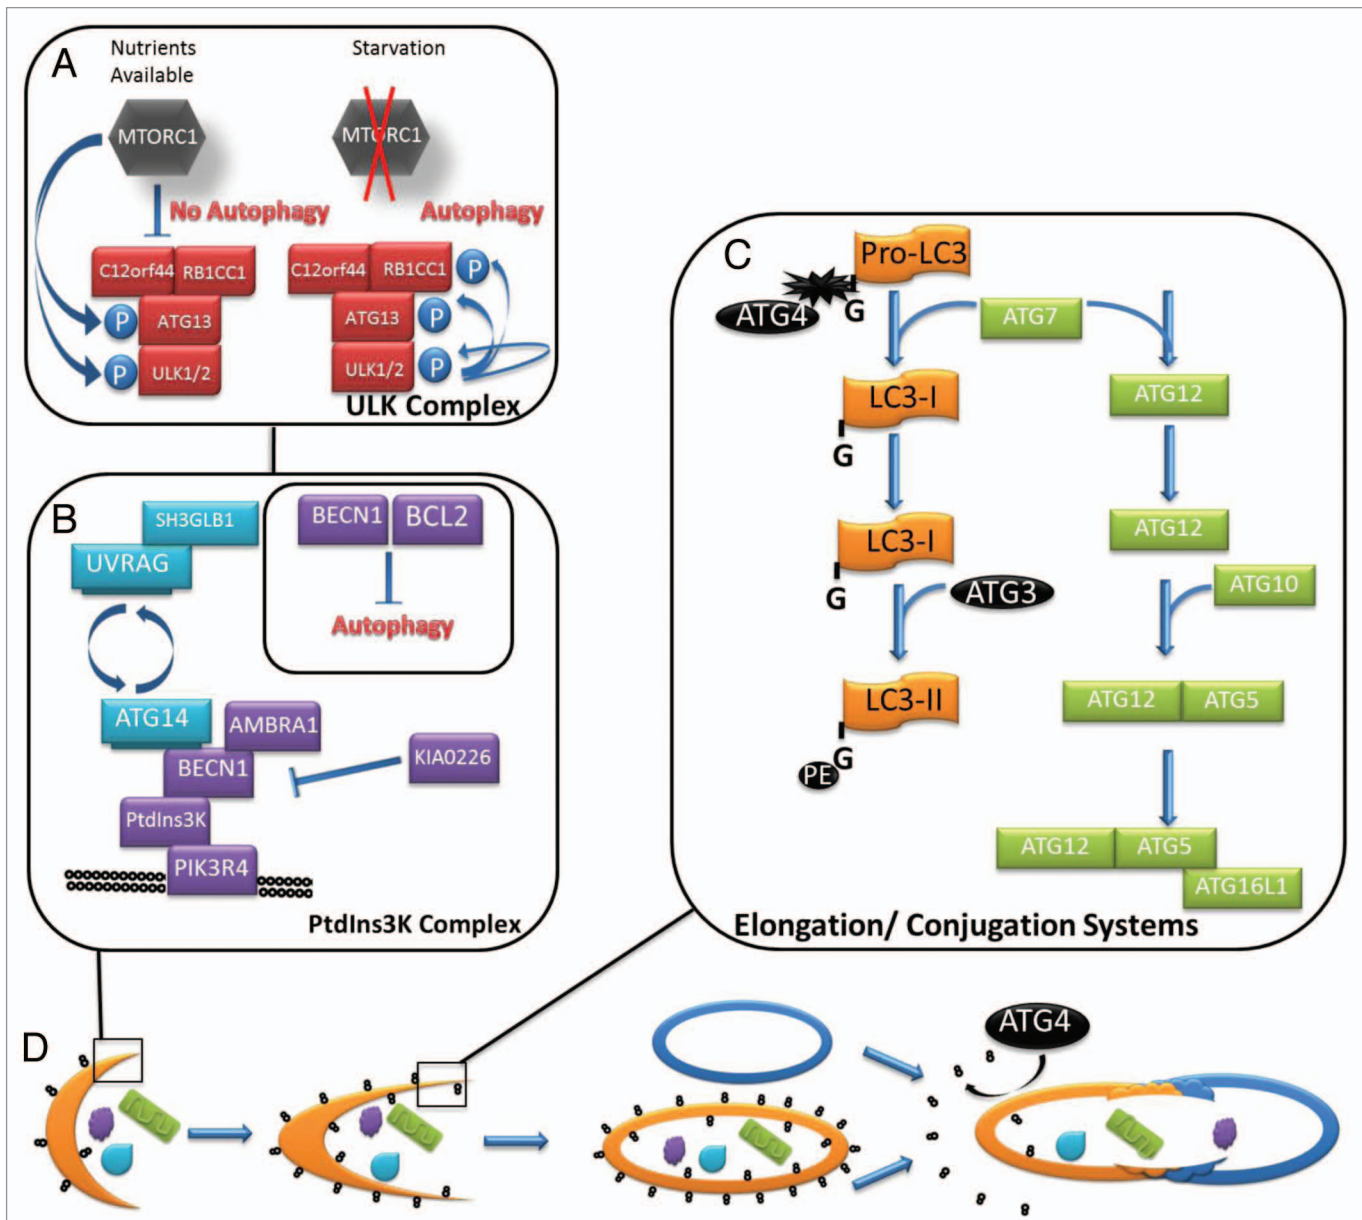 A
Nutrients
Available
Starvation
MTORC1
MTORC1
No Autophagy
Autophagy
C12orf44
RB1CC1
C12orf44
RB1CC1
P
P
ATG13
ATG13
P
P
ULK1/2
ULK1/2
P
ULK Complex
B
SH3GLB1
UVRAG
BECN1
BCL2
Autophagy
ATG14
AMBRA1
BECN1
KIA0226
PtdIns3K
PIK3R4
PtdIns3K Complex
C
Pro-LC3
G
ATG4
ATG7
LC3-I
G
ATG12
LC3-I
G
ATG12
ATG3
ATG10
LC3-II
G
PE
ATG12
ATG5
ATG12
ATG5
ATG16L1
Elongation/ Conjugation Systems
D
ATG4